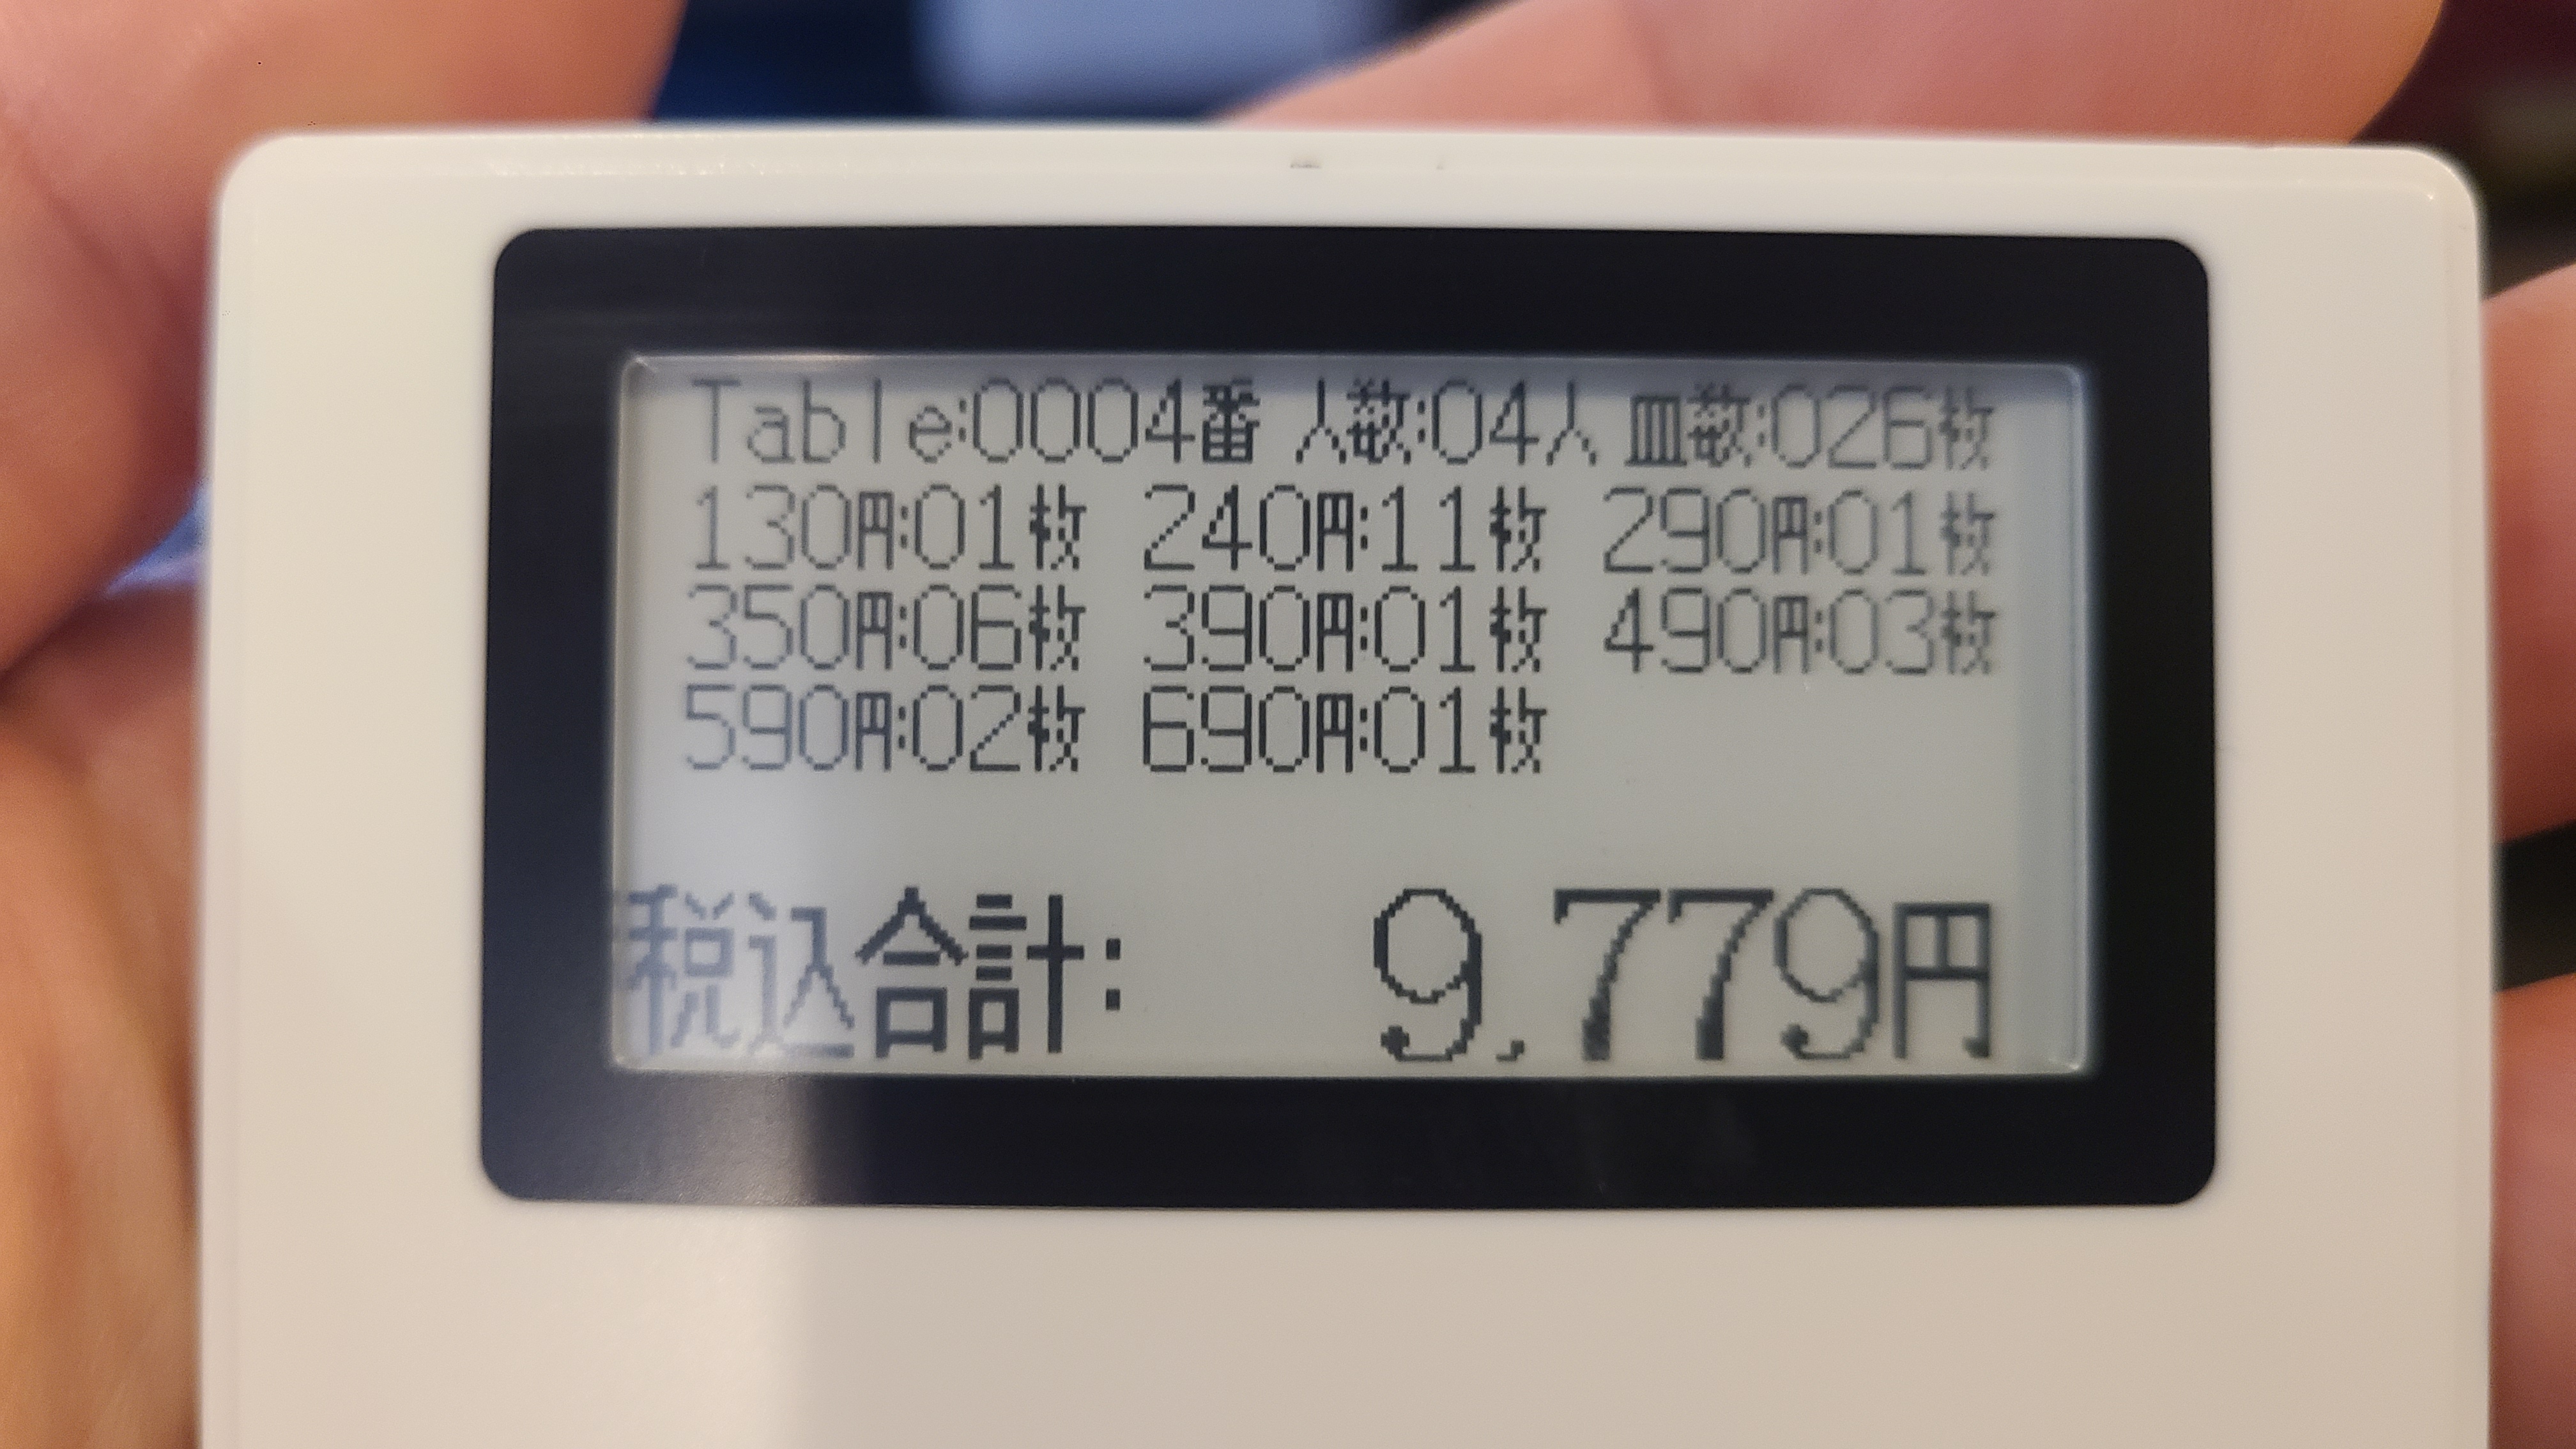 Table:0004番 人数:04人 皿数:026枚
130円:01枚 240円:11枚 290円:01枚
350円:06枚 390円:01枚 490円:03枚
590円:02枚 690円:01枚
税込合計: 9,779円